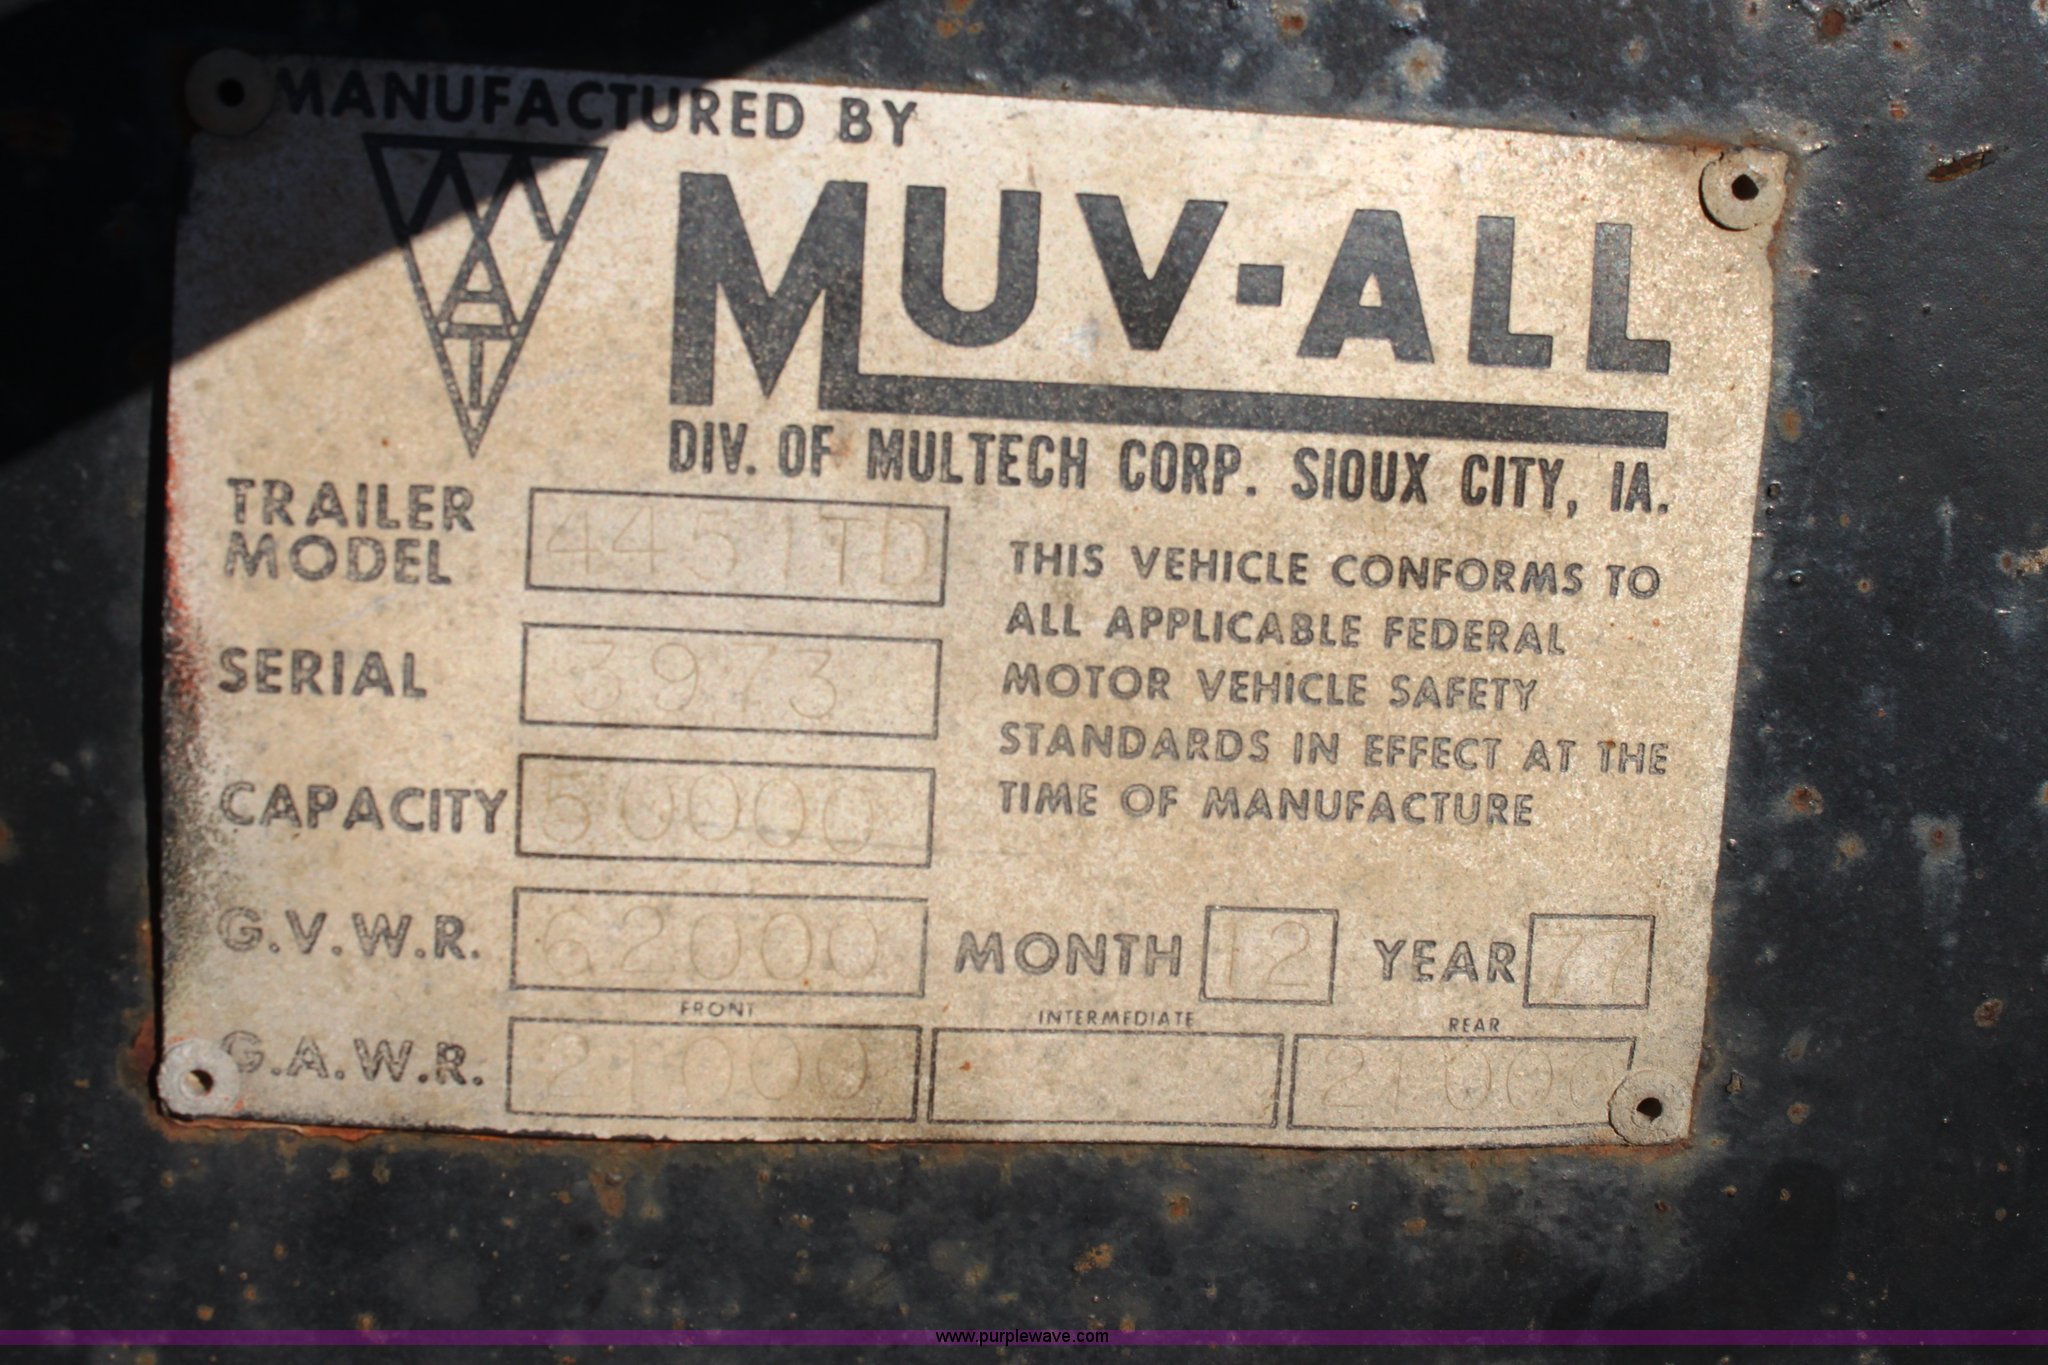 MANUFACTURED BY
MAT
MUV-ALL
DIV. OF MULTECH CORP. SIOUX CITY, IA.
TRAILER
MODEL 4451TD
SERIAL 3973
CAPACITY 50000
THIS VEHICLE CONFORMS TO
ALL APPLICABLE FEDERAL
MOTOR VEHICLE SAFETY
STANDARDS IN EFFECT AT THE
TIME OF MANUFACTURE
G.V.W.R. 62000 MONTH 12 YEAR 77
FRONT INTERMEDIATE REAR
G.A.W.R. 21000 21000
www.purplewave.com